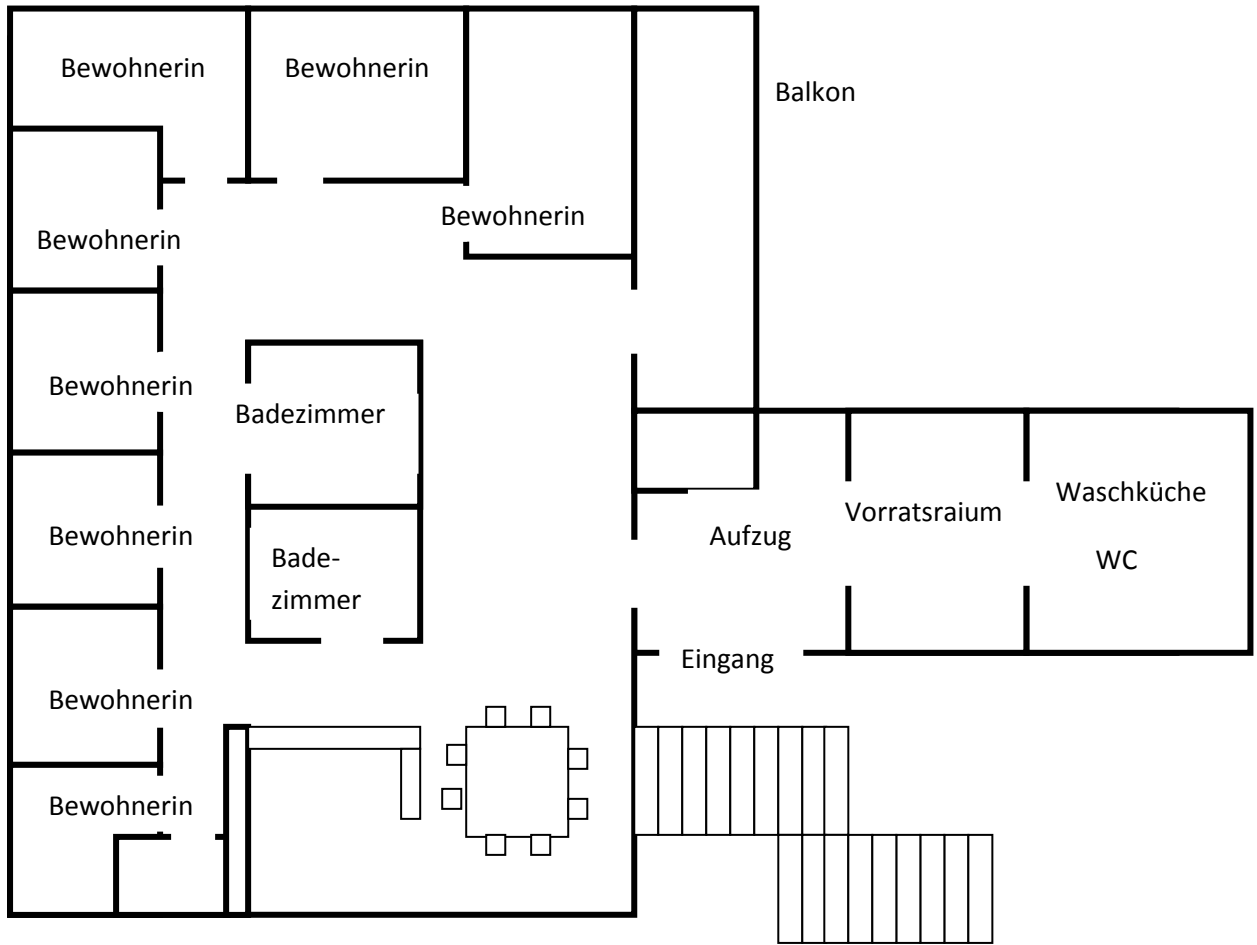 Bewohnerin
Bewohnerin
Balkon
Bewohnerin
Bewohnerin
Bewohnerin
Badezimmer
Waschküche
Vorratsraium
Bewohnerin
Aufzug
WC
Bade-
zimmer
Eingang
Bewohnerin
Bewohnerin